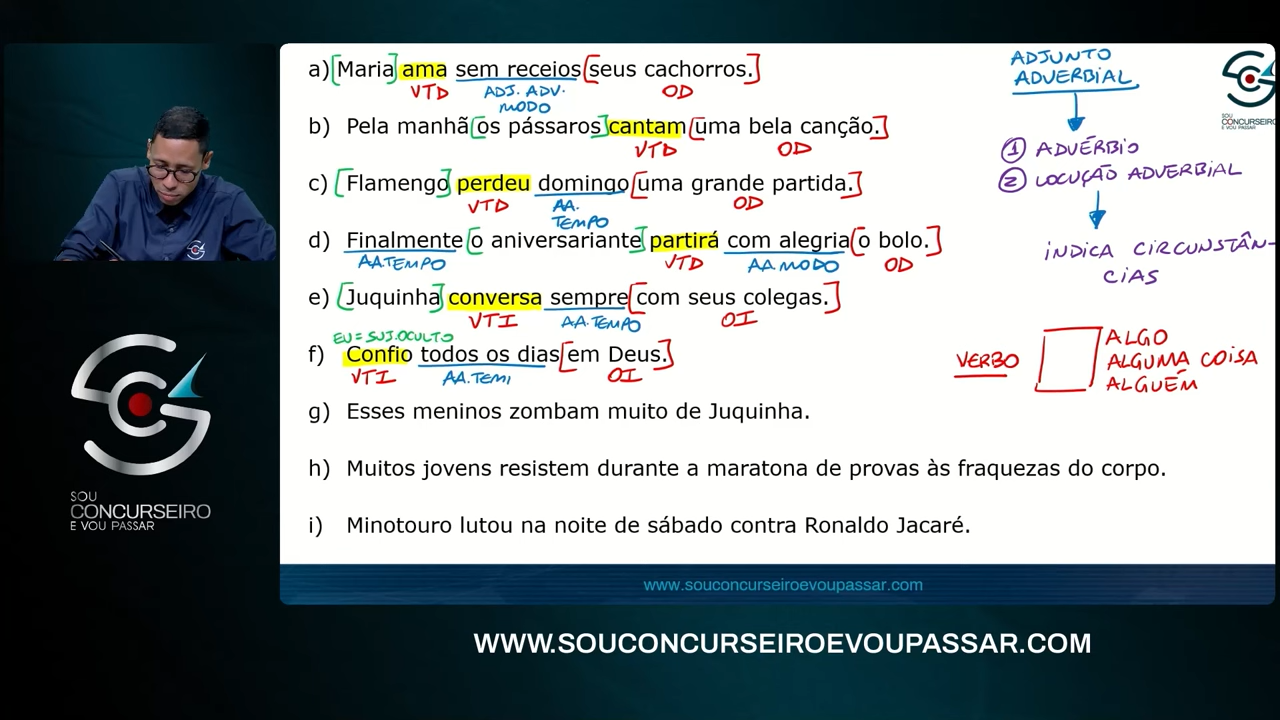 a) Maria ama sem receios seus cachorros.
VTD ADJ. ADV. MODO OD
b) Pela manhã os pássaros cantam uma bela canção.
VTD OD
c) Flamengo perdeu domingo uma grande partida.
VTD AA. TEMPO OD
d) Finalmente o aniversariante partirá com alegria o bolo.
AA.TEMPO VTD AA.MODO OD
e) Juquinha conversa sempre com seus colegas.
VTI AA.TEMPO OI
EU = SUJ.OCULTO
f) Confio todos os dias em Deus.
VTI AA.TEM OI
g) Esses meninos zombam muito de Juquinha.
h) Muitos jovens resistem durante a maratona de provas às fraquezas do corpo.
i) Minotouro lutou na noite de sábado contra Ronaldo Jacaré.
ADJUNTO
ADVERBIAL
1 ADVÉRBIO
2 LOCUÇÃO ADVERBIAL
INDICA CIRCUNSTÂN-
CIAS
VERBO
ALGO
ALGUMA COISA
ALGUÉM
SOU
CONCURSEIRO
E VOU PASSAR
SOU
CONCURSEIRO
E VOU PASSAR
www.souconcurseiroevoupassar.com
WWW.SOUCONCURSEIROEVOUPASSAR.COM